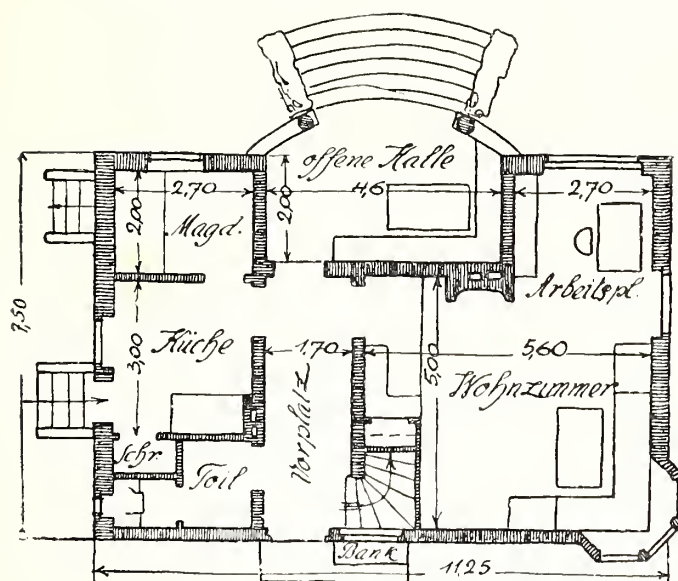 offene Halle
2,70
4,6
2,70
2,00
Magd.
2,00
Arbeitspl.
7,50
Küche
3,00
1,70
5,60
5,00
Wohnzimmer
Vorplatz
Schr.
Toil
Bank
11,25